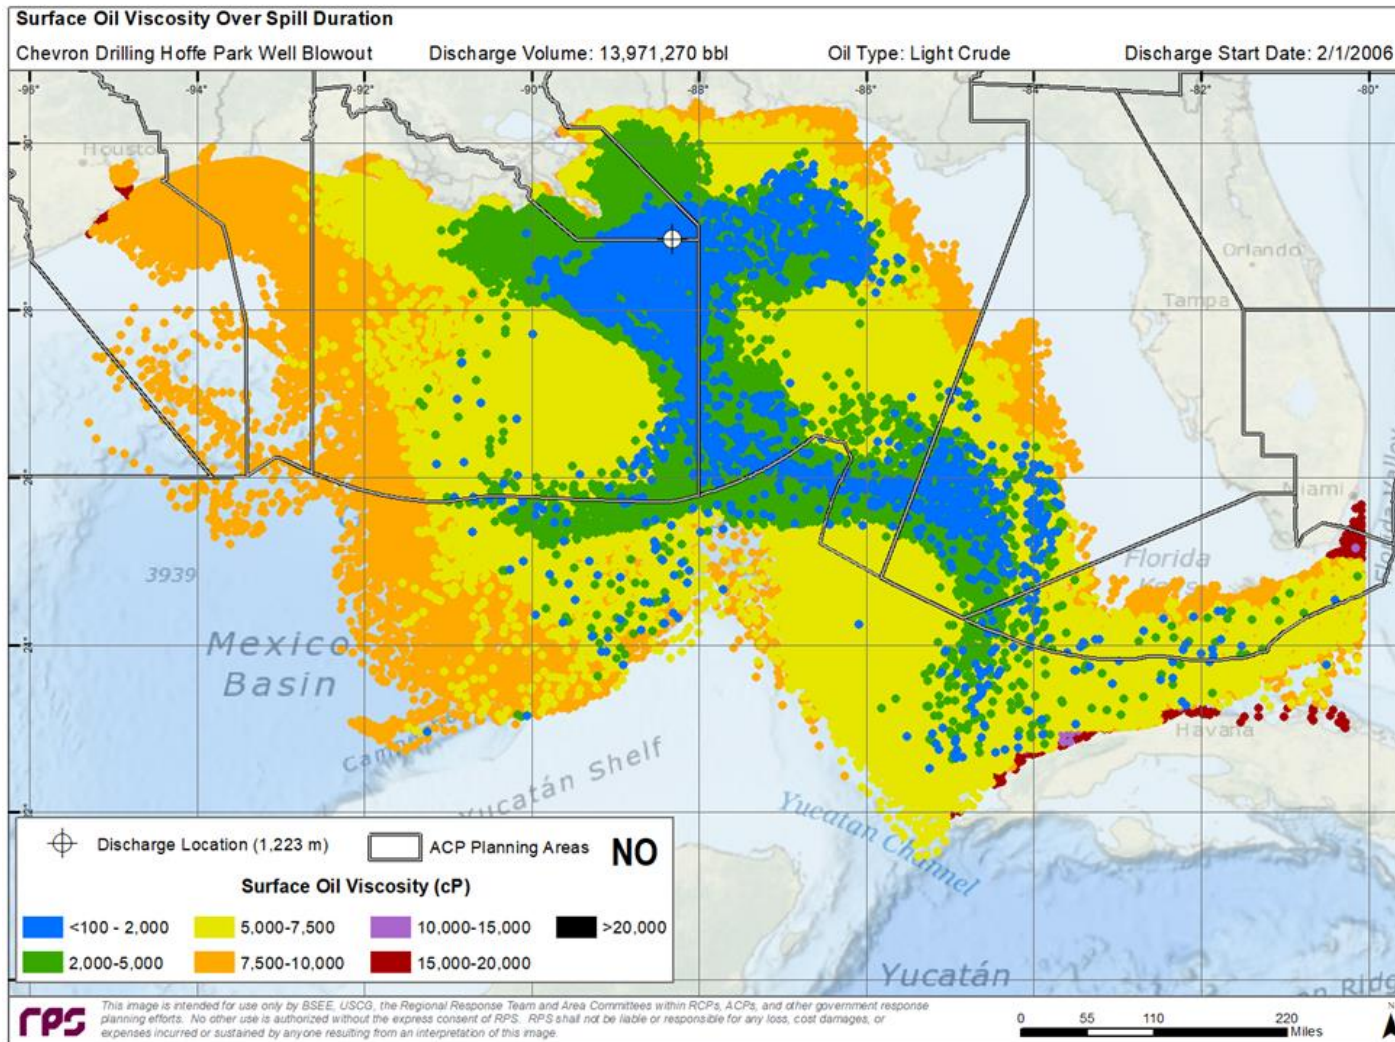 Surface Oil Viscosity Over Spill Duration
Chevron Drilling Hoffe Park Well Blowout Discharge Volume: 13,971,270 bbl Oil Type: Light Crude Discharge Start Date: 2/1/2006
-96° -94° -92° -90° -88° -86° -84° -82° -80°
30°
Houston
Orlando
28°
Tampa
26°
Miami
Florida
3939
24°
Mexico
Basin
Havana
Yucatán Shelf
Yucatan Channel
Discharge Location (1,223 m) ACP Planning Areas NO
Surface Oil Viscosity (cP)
<100 - 2,000 5,000-7,500 10,000-15,000 >20,000
2,000-5,000 7,500-10,000 15,000-20,000
Yucatán
rps
This image is intended for use only by BSEE, USCG, the Regional Response Team and Area Committees within RCPs, ACPs, and other government response
planning efforts. No other use is authorized without the express consent of RPS. RPS shall not be liable or responsible for any loss, cost damages, or
expenses incurred or sustained by anyone resulting from an interpretation of this image.
0 55 110 220
Miles